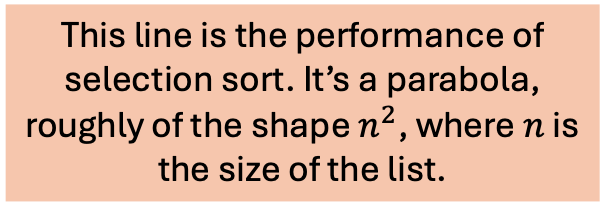 This line is the performance of
selection sort. It’s a parabola,
roughly of the shape n², where n is
the size of the list.